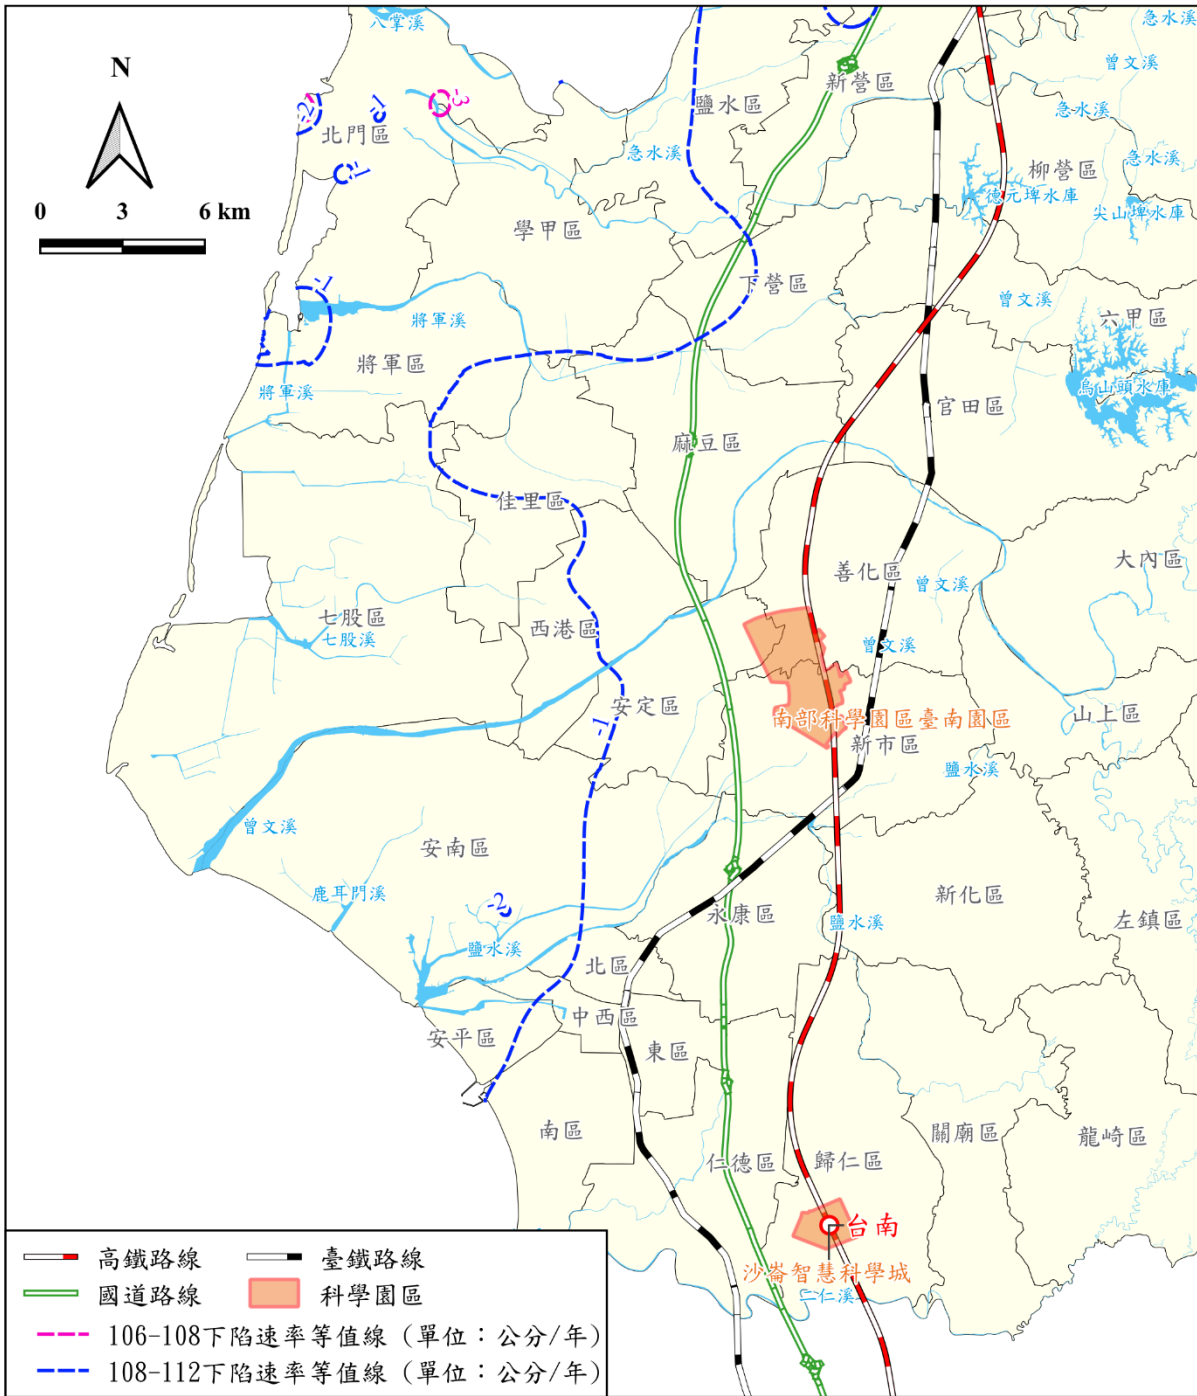 八掌溪
急水溪
N
曾文溪
新營區
-2
-1
-3
鹽水區
急水溪
北門區
急水溪
急水溪
-1
柳營區
德元埤水庫
尖山埤水庫
0 3 6 km
學甲區
下營區
-1
曾文溪
將軍溪
六甲區
將軍區
烏山頭水庫
將軍溪
官田區
麻豆區
佳里區
大內區
善化區
曾文溪
七股區
西港區
七股溪
曾文溪
安定區
-1
南部科學園區臺南園區
山上區
新市區
鹽水溪
曾文溪
安南區
鹿耳門溪
-2
新化區
永康區
鹽水溪
左鎮區
鹽水溪
北區
中西區
安平區
東區
南區
關廟區
龍崎區
仁德區
歸仁區
台南
沙崙智慧科學城
二仁溪
高鐵路線
臺鐵路線
國道路線
科學園區
106-108下陷速率等值線 (單位：公分/年)
108-112下陷速率等值線 (單位：公分/年)